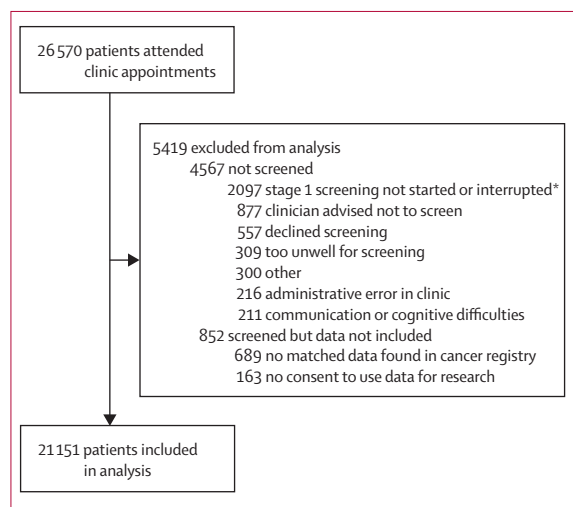 26 570 patients attended
clinic appointments
5419 excluded from analysis
4567 not screened
2097 stage 1 screening not started or interrupted*
877 clinician advised not to screen
557 declined screening
309 too unwell for screening
300 other
216 administrative error in clinic
211 communication or cognitive difficulties
852 screened but data not included
689 no matched data found in cancer registry
163 no consent to use data for research
21 151 patients included
in analysis